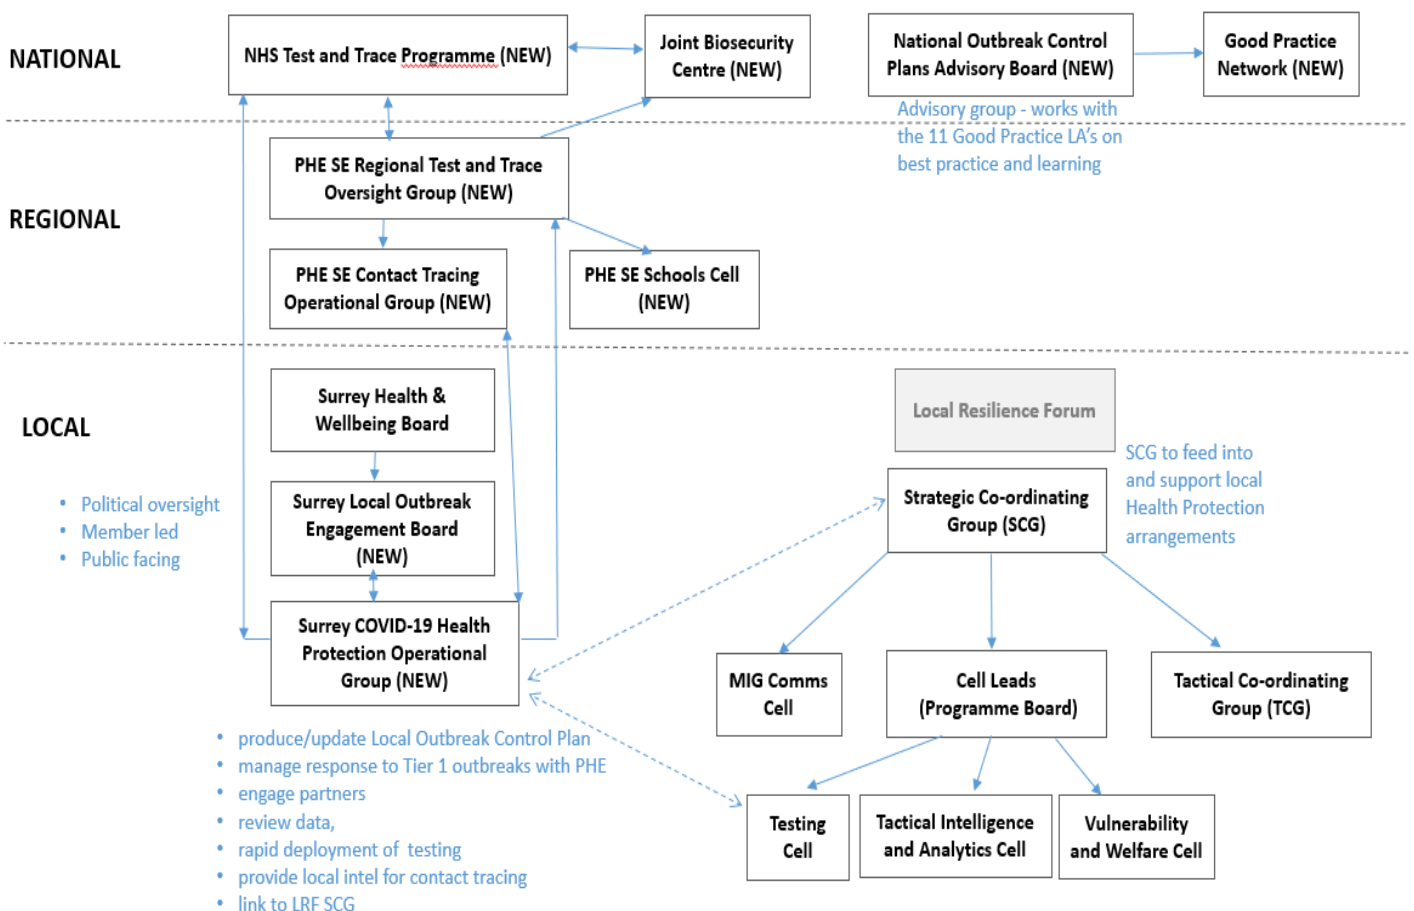 NATIONAL
NHS Test and Trace Programme (NEW)
Joint Biosecurity
Centre (NEW)
National Outbreak Control
Plans Advisory Board (NEW)
Good Practice
Network (NEW)
Advisory group - works with
the 11 Good Practice LA's on
best practice and learning
REGIONAL
PHE SE Regional Test and Trace
Oversight Group (NEW)
PHE SE Contact Tracing
Operational Group (NEW)
PHE SE Schools Cell
(NEW)
LOCAL
• Political oversight
• Member led
• Public facing
Surrey Health &
Wellbeing Board
Surrey Local Outbreak
Engagement Board
(NEW)
Surrey COVID-19 Health
Protection Operational
Group (NEW)
• produce/update Local Outbreak Control Plan
• manage response to Tier 1 outbreaks with PHE
• engage partners
• review data,
• rapid deployment of testing
• provide local intel for contact tracing
• link to LRF SCG
Local Resilience Forum
SCG to feed into
and support local
Health Protection
arrangements
Strategic Co-ordinating
Group (SCG)
MIG Comms
Cell
Cell Leads
(Programme Board)
Tactical Co-ordinating
Group (TCG)
Testing
Cell
Tactical Intelligence
and Analytics Cell
Vulnerability
and Welfare Cell